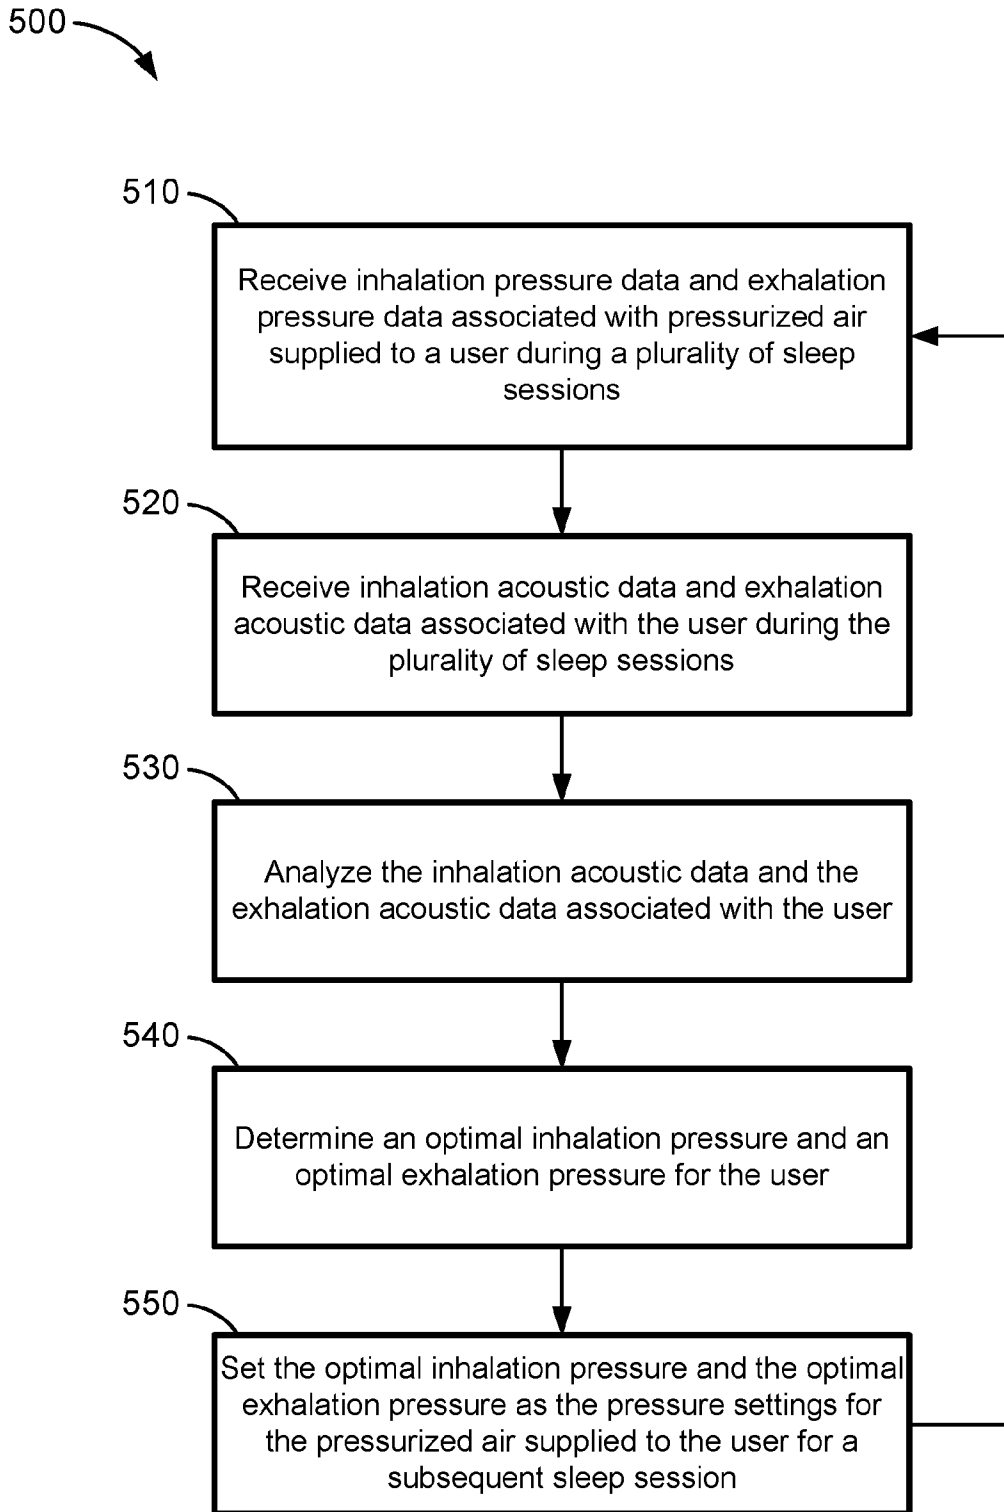 500
510
Receive inhalation pressure data and exhalation
pressure data associated with pressurized air
supplied to a user during a plurality of sleep
sessions
520
Receive inhalation acoustic data and exhalation
acoustic data associated with the user during the
plurality of sleep sessions
530
Analyze the inhalation acoustic data and the
exhalation acoustic data associated with the user
540
Determine an optimal inhalation pressure and an
optimal exhalation pressure for the user
550
Set the optimal inhalation pressure and the optimal
exhalation pressure as the pressure settings for
the pressurized air supplied to the user for a
subsequent sleep session